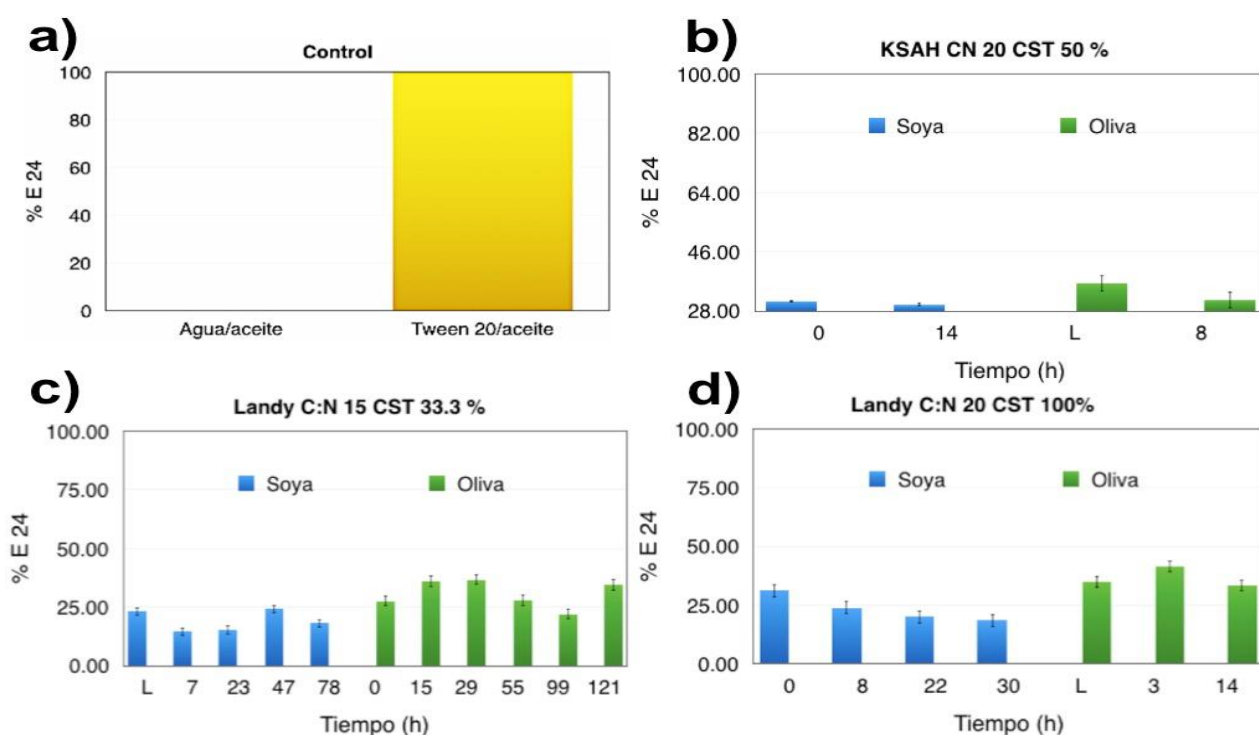 a)
Control
100
80
60
40
20
0
% E 24
Agua/aceite Tween 20/aceite
b)
KSAH CN 20 CST 50 %
100.00
82.00
64.00
46.00
28.00
% E 24
Soya Oliva
0 14 L 8
Tiempo (h)
c)
Landy C:N 15 CST 33.3 %
100.00
75.00
50.00
25.00
0.00
% E 24
Soya Oliva
L 7 23 47 78 0 15 29 55 99 121
Tiempo (h)
d)
Landy C:N 20 CST 100%
100.00
75.00
50.00
25.00
0.00
% E 24
Soya Oliva
0 8 22 30 L 3 14
Tiempo (h)